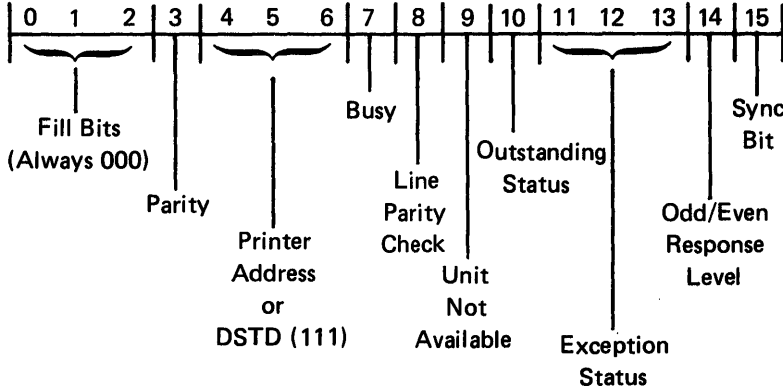 0 1 2 3 4 5 6 7 8 9 10 11 12 13 14 15
Fill Bits
(Always 000)
Parity
Printer
Address
or
DSTD (111)
Busy
Line
Parity
Check
Unit
Not
Available
Outstanding
Status
Exception
Status
Odd/Even
Response
Level
Sync
Bit